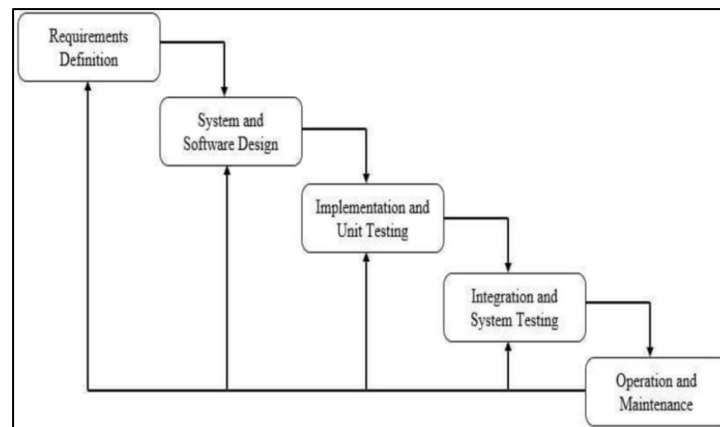 Requirements
Definition
System and
Software Design
Implementation and
Unit Testing
Integration and
System Testing
Operation and
Maintenance